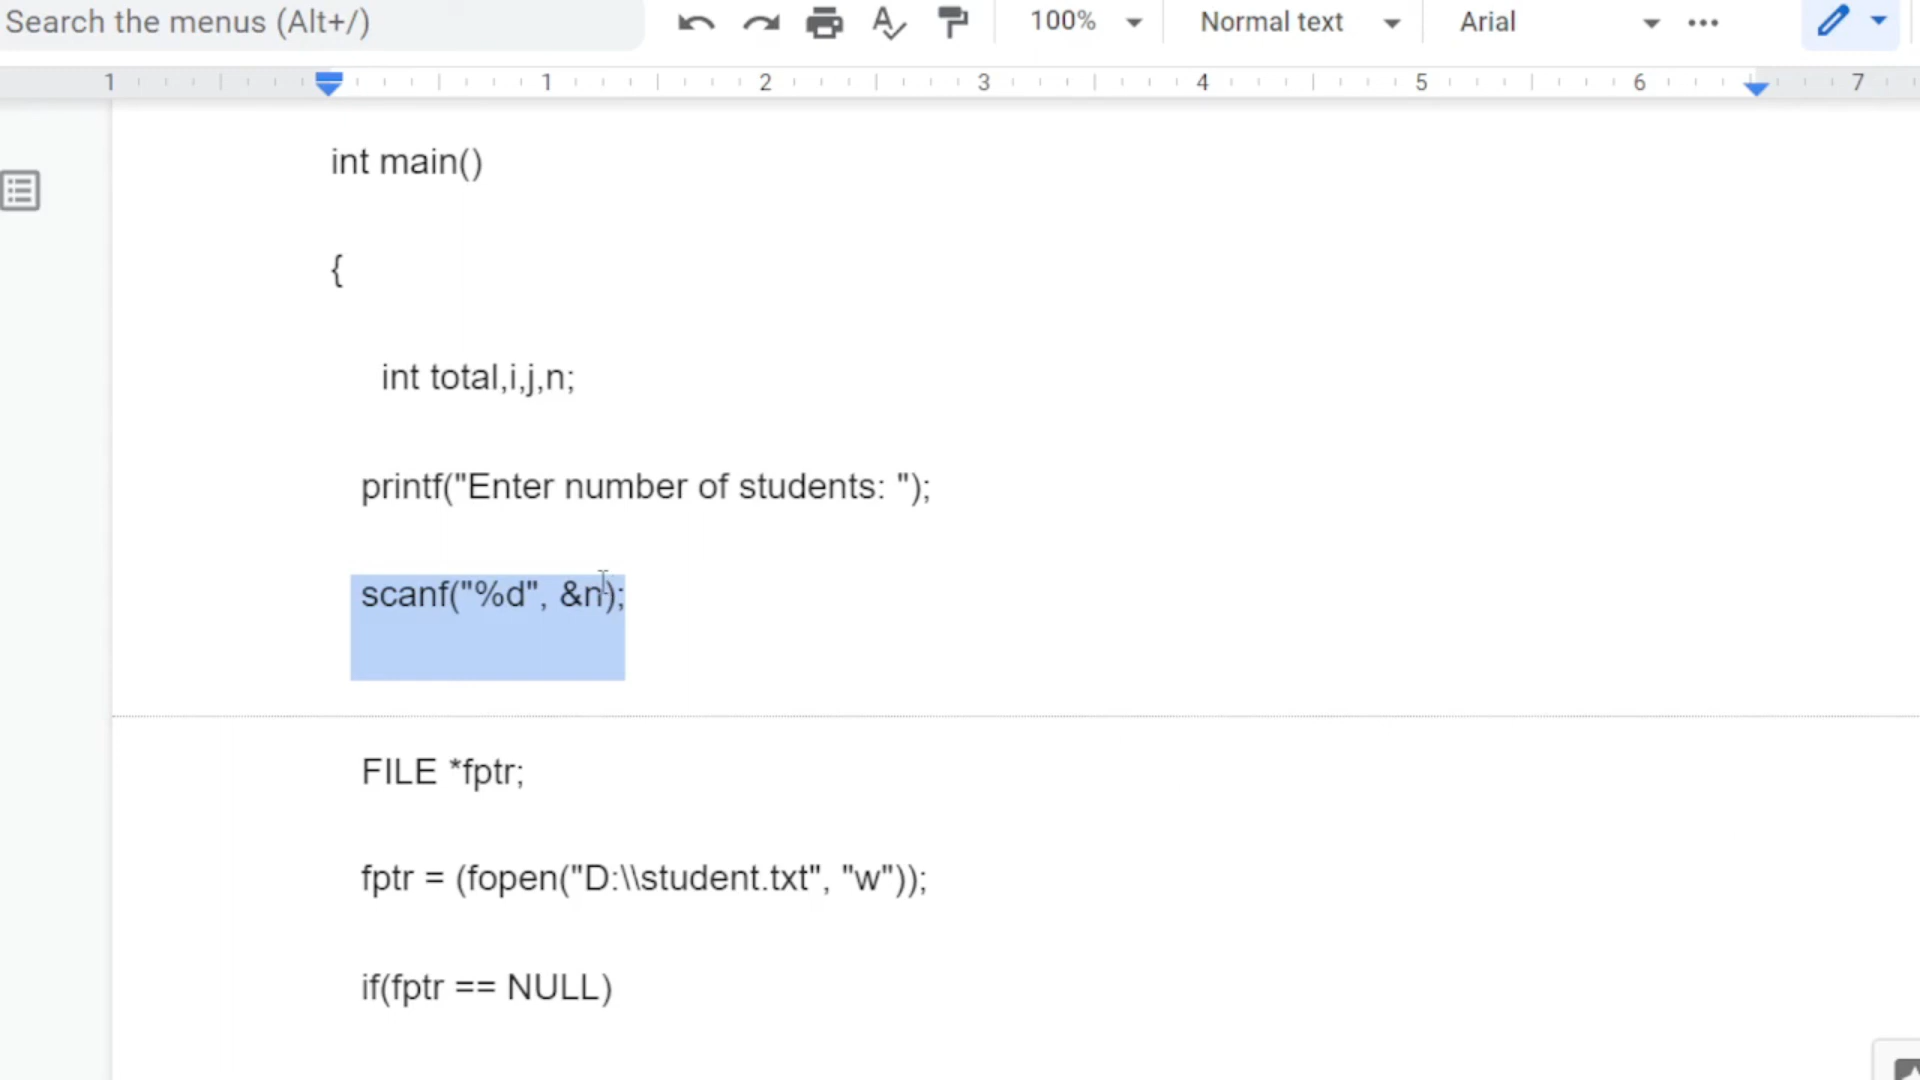 Search the menus (Alt+/) 100% Normal text Arial
1 1 2 3 4 5 6 7
int main()
{
int total,i,j,n;
printf("Enter number of students: ");
scanf("%d", &n);
FILE *fptr;
fptr = (fopen("D:\\student.txt", "w"));
if(fptr == NULL)